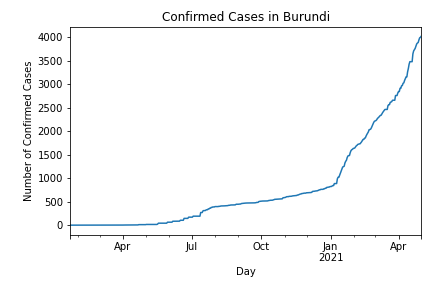 Confirmed Cases in Burundi
Number of Confirmed Cases
4000
3500
3000
2500
2000
1500
1000
500
0
Apr Jul Oct Jan Apr
2021
Day